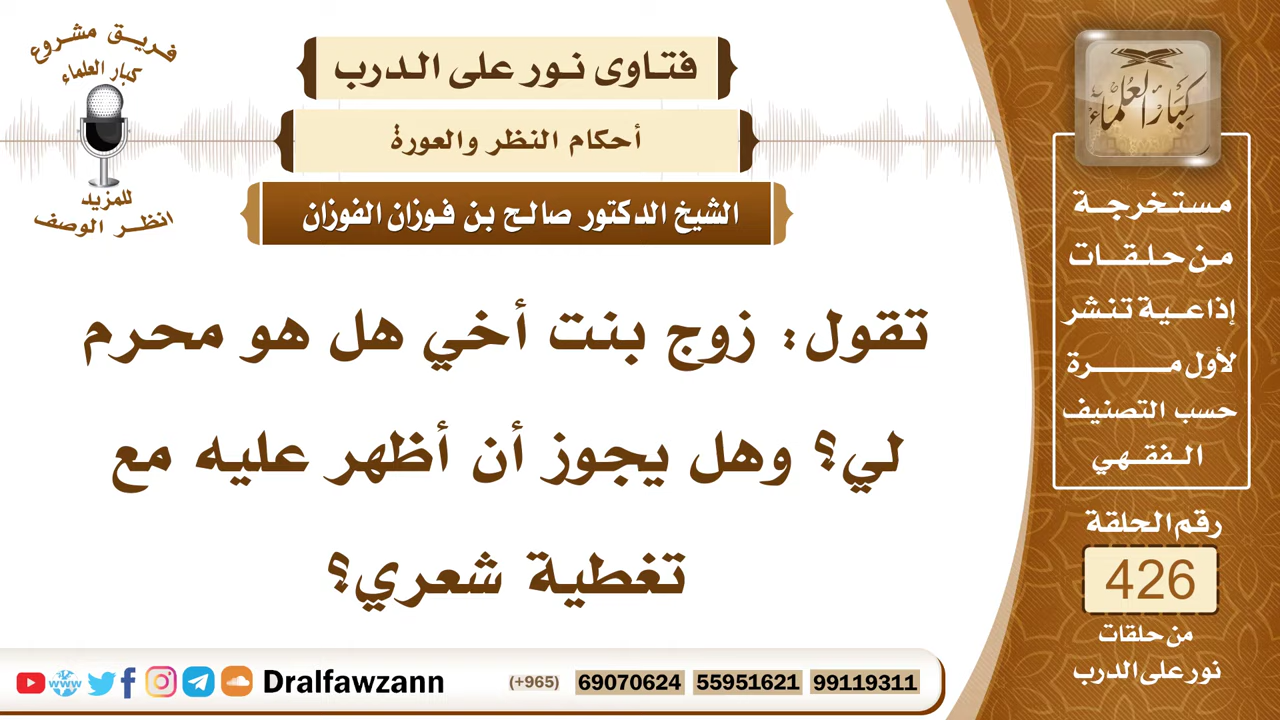 فريق مشروع
كبار العلماء
للمزيد
انظر الوصف
فتاوى نور على الدرب
أحكام النظر والعورة
الشيخ الدكتور صالح بن فوزان الفوزان
تقول: زوج بنت أخي هل هو محرم
لي؟ وهل يجوز أن أظهر عليه مع
تغطية شعري؟
كبار العلماء
مستخرجة
من حلقات
إذاعية تنشر
لأول مرة
حسب التصنيف
الفقهي
رقم الحلقة
426
من حلقات
نور على الدرب
www
Dralfawzann (+965) 69070624 55951621 99119311